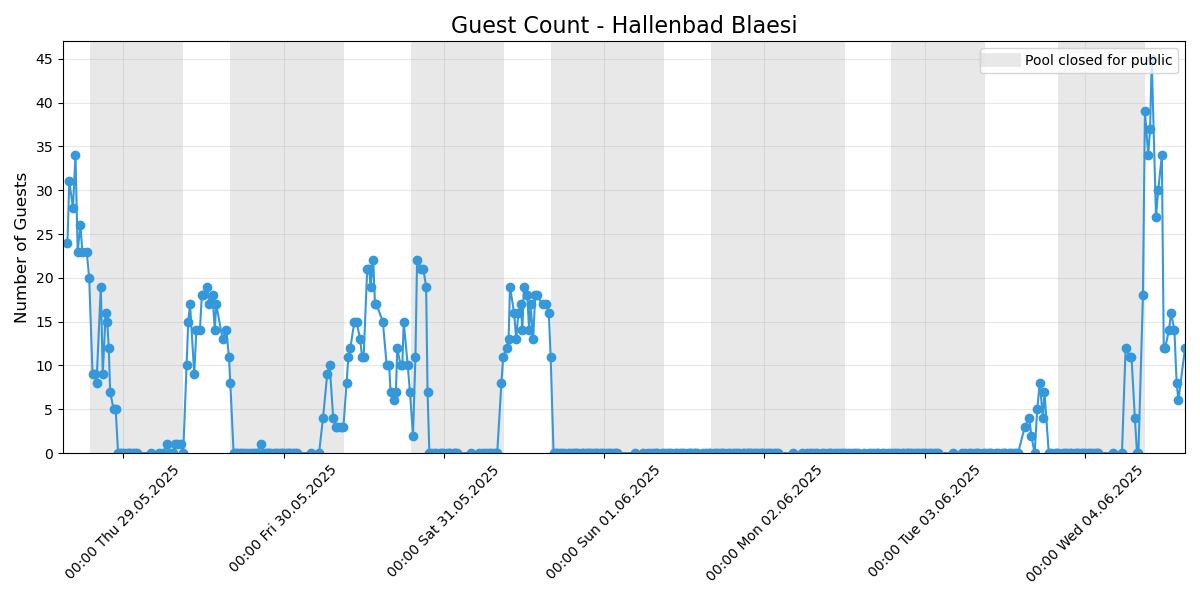 Guest Count - Hallenbad Blaesi
Pool closed for public
Number of Guests
45
40
35
30
25
20
15
10
5
0
00:00 Thu 29.05.2025
00:00 Fri 30.05.2025
00:00 Sat 31.05.2025
00:00 Sun 01.06.2025
00:00 Mon 02.06.2025
00:00 Tue 03.06.2025
00:00 Wed 04.06.2025